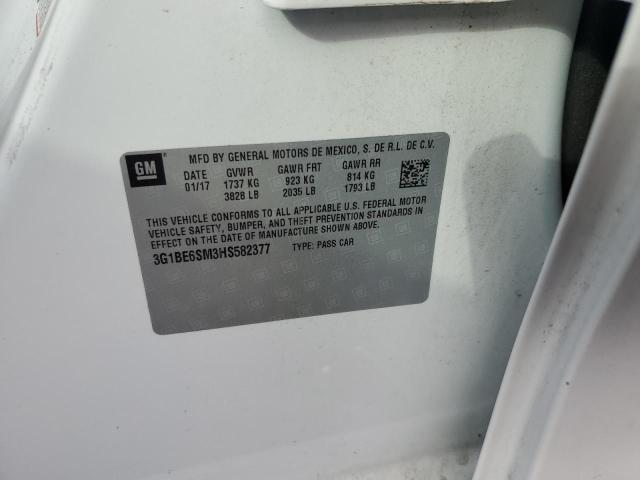 GM
MFD BY GENERAL MOTORS DE MEXICO, S. DE R.L. DE C.V.
DATE GVWR GAWR FRT GAWR RR
01/17 1737 KG 923 KG 814 KG
3828 LB 2035 LB 1793 LB
THIS VEHICLE CONFORMS TO ALL APPLICABLE U.S. FEDERAL MOTOR
VEHICLE SAFETY, BUMPER, AND THEFT PREVENTION STANDARDS IN
EFFECT ON THE DATE OF MANUFACTURE SHOWN ABOVE.
3G1BE6SM3HS582377 TYPE: PASS CAR